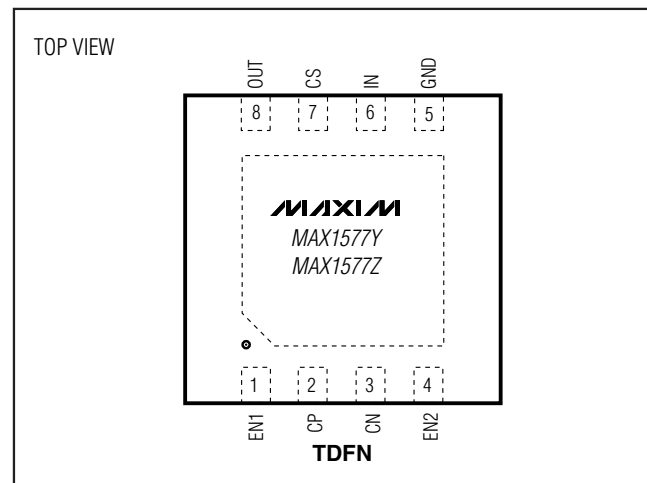 TOP VIEW
OUT CS IN GND
8 7 6 5
MAXIM
MAX1577Y
MAX1577Z
1 2 3 4
EN1 CP CN EN2
TDFN